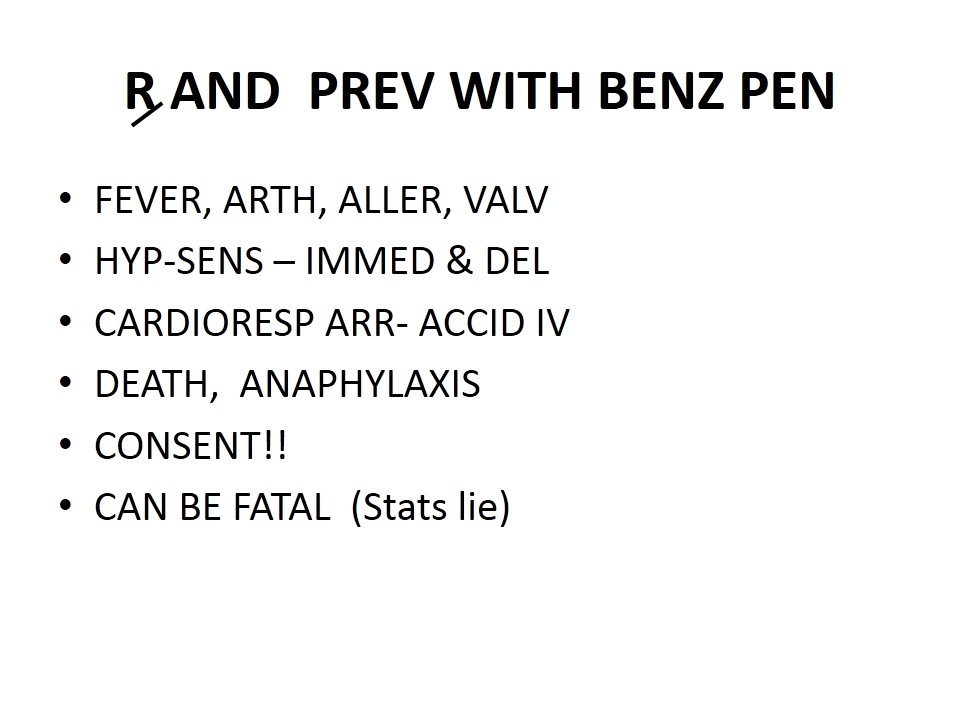 R AND PREV WITH BENZ PEN
• FEVER, ARTH, ALLER, VALV
• HYP-SENS – IMMED & DEL
• CARDIORESP ARR- ACCID IV
• DEATH, ANAPHYLAXIS
• CONSENT!!
• CAN BE FATAL (Stats lie)